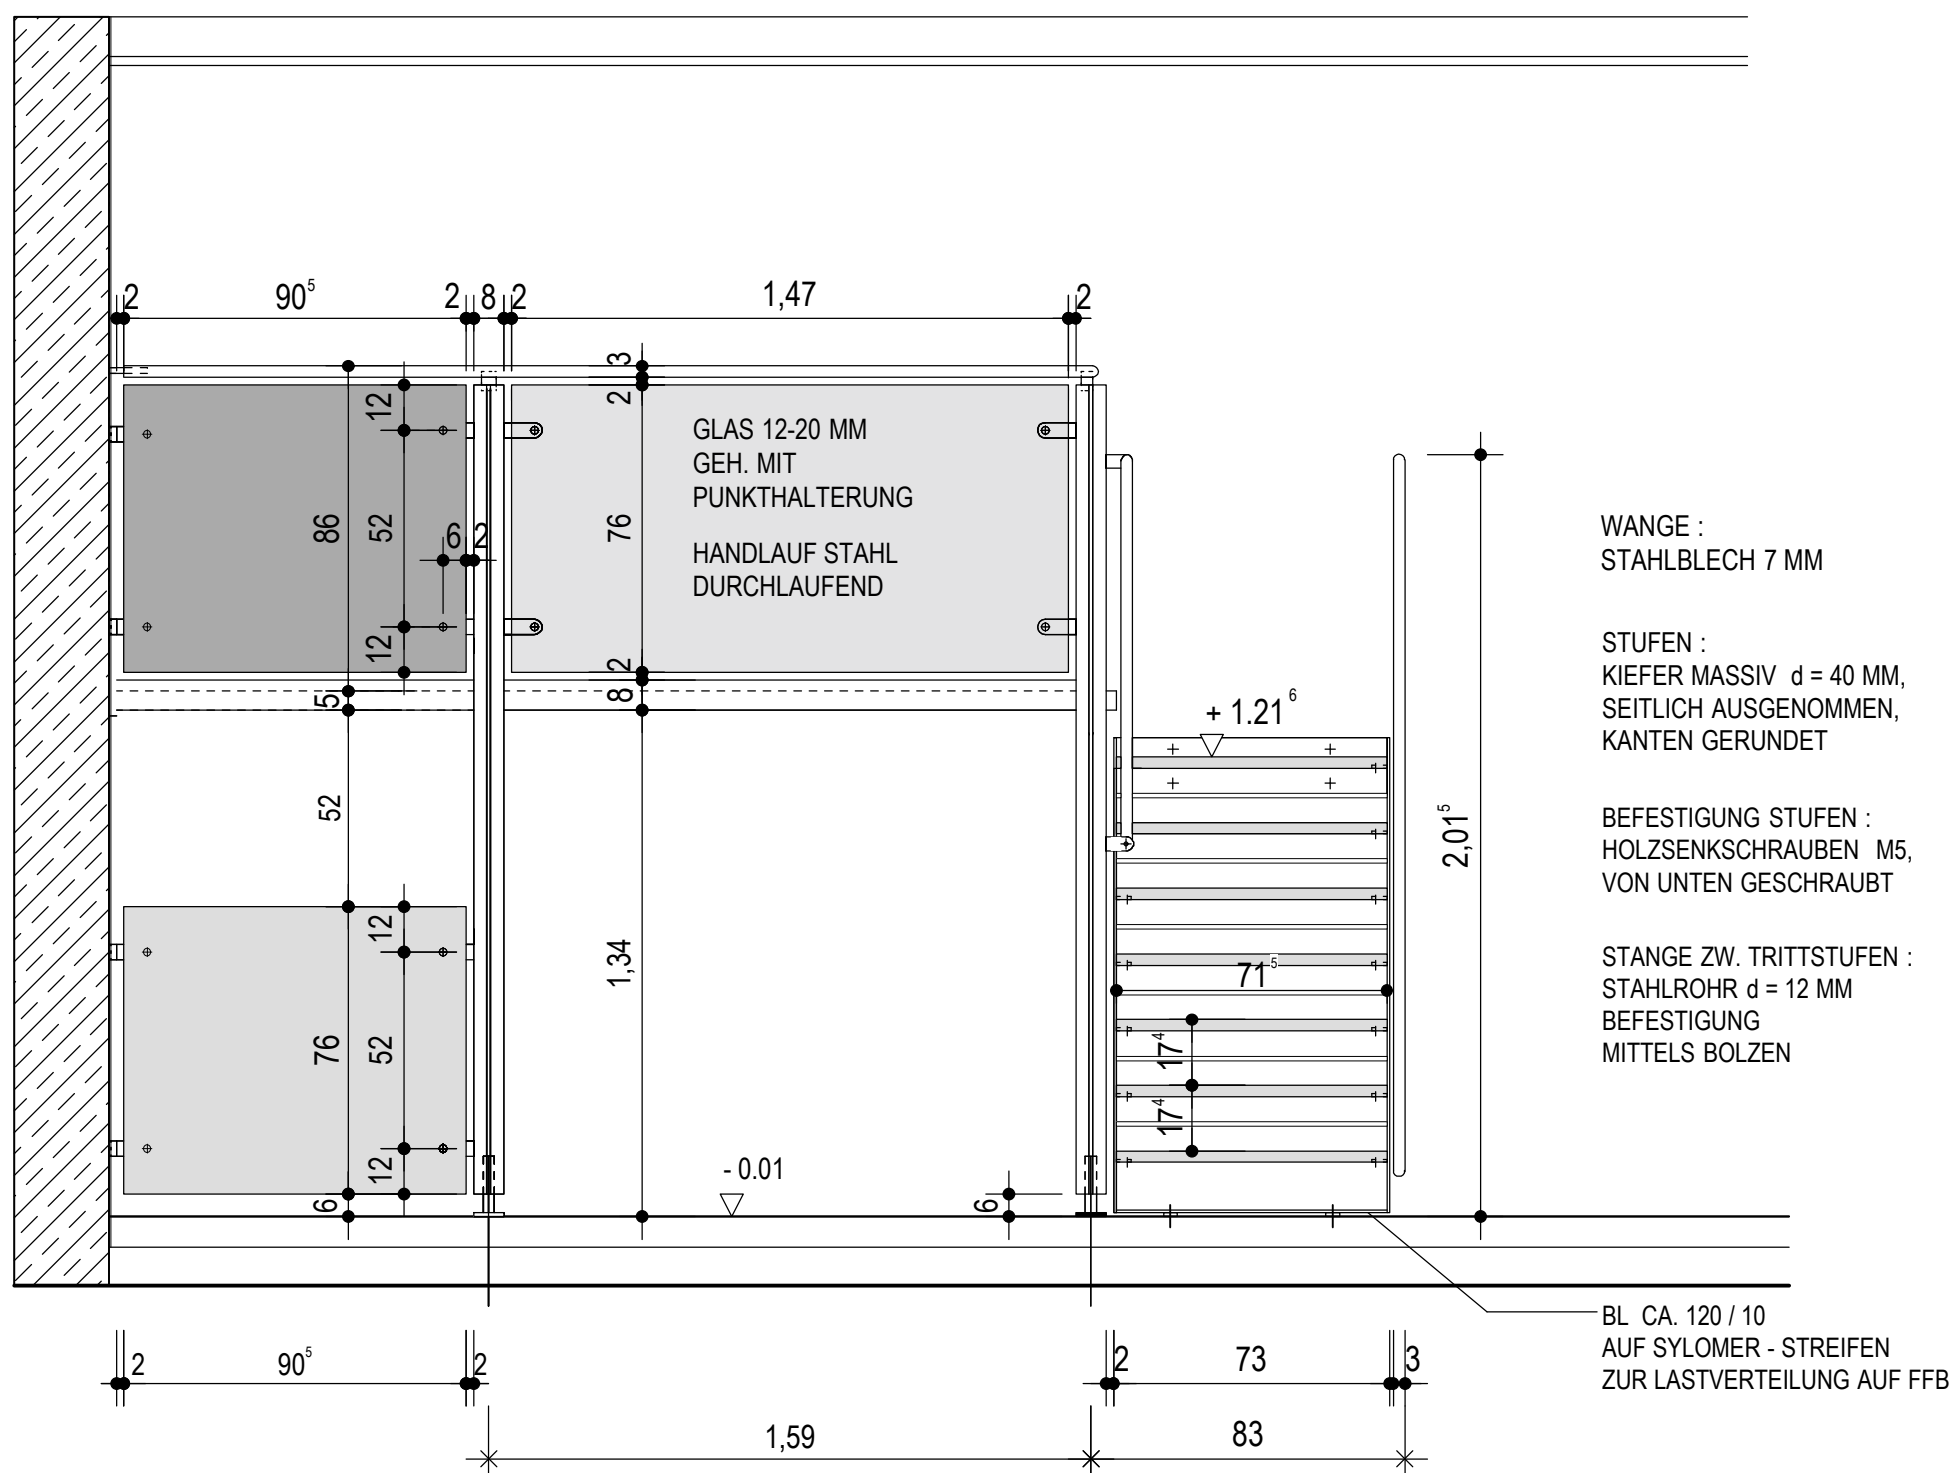 2 90⁵ 2 8 2 1,47 2
3
12 2
GLAS 12-20 MM
GEH. MIT
PUNKTHALTERUNG
86 52 6 2 76
HANDLAUF STAHL
DURCHLAUFEND
12 2
5 8
WANGE :
STAHLBLECH 7 MM
STUFEN :
KIEFER MASSIV d = 40 MM,
SEITLICH AUSGENOMMEN,
KANTEN GERUNDET
+ 1.21⁶
52
2,01⁵
BEFESTIGUNG STUFEN :
HOLZSENKSCHRAUBEN M5,
VON UNTEN GESCHRAUBT
12
1,34
71⁵
STANGE ZW. TRITTSTUFEN :
STAHLROHR d = 12 MM
BEFESTIGUNG
MITTELS BOLZEN
76 52
17⁴
17⁴
12
- 0.01
6 6
BL CA. 120 / 10
AUF SYLOMER - STREIFEN
ZUR LASTVERTEILUNG AUF FFB
2 90⁵ 2 2 73 3
1,59 83